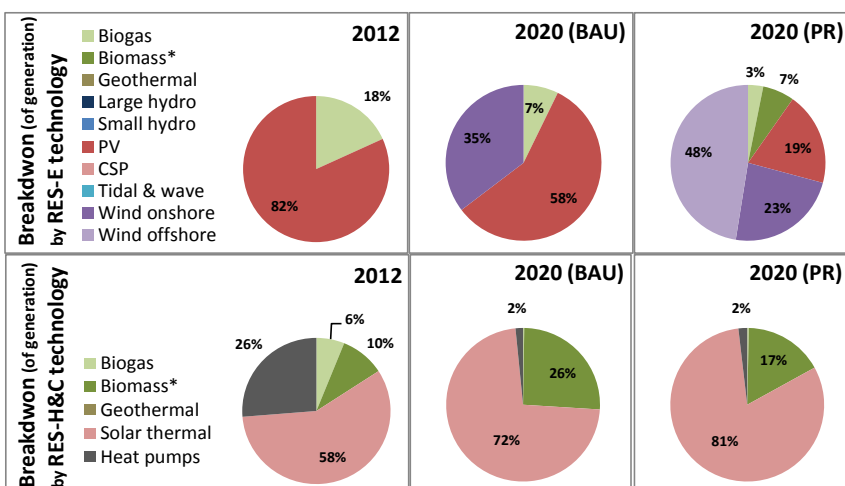 Breakdwon (of generation)
by RES-E technology
Biogas
Biomass*
Geothermal
Large hydro
Small hydro
PV
CSP
Tidal & wave
Wind onshore
Wind offshore
2012
18%
82%
2020 (BAU)
7%
35%
58%
2020 (PR)
3%
7%
48%
19%
23%
Breakdwon (of generation)
by RES-H&C technology
Biogas
Biomass*
Geothermal
Solar thermal
Heat pumps
2012
6%
26%
10%
58%
2020 (BAU)
2%
26%
72%
2020 (PR)
2%
17%
81%